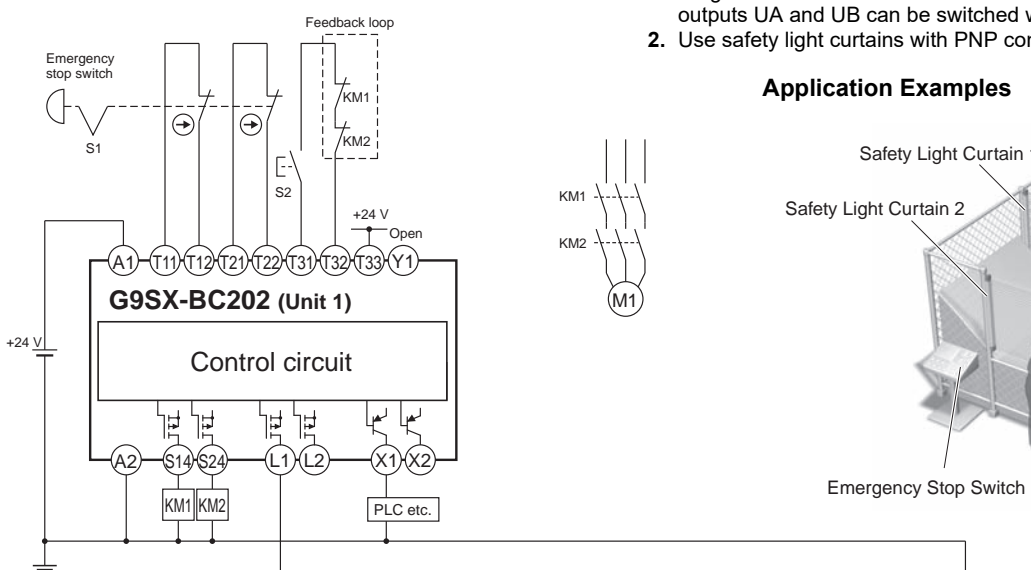 outputs UA and UB can be switched
2. Use safety light curtains with PNP
Application Examples
Feedback loop
Emergency
stop switch
S1
KM1
KM2
S2
+24 V
Open
A1
T11
T12
T21
T22
T31
T32
T33
Y1
G9SX-BC202 (Unit 1)
Control circuit
+24 V
A2
S14
S24
L1
L2
X1
X2
KM1
KM2
PLC etc.
KM1
KM2
M1
Safety Light Curtain
Safety Light Curtain 2
Emergency Stop Switch